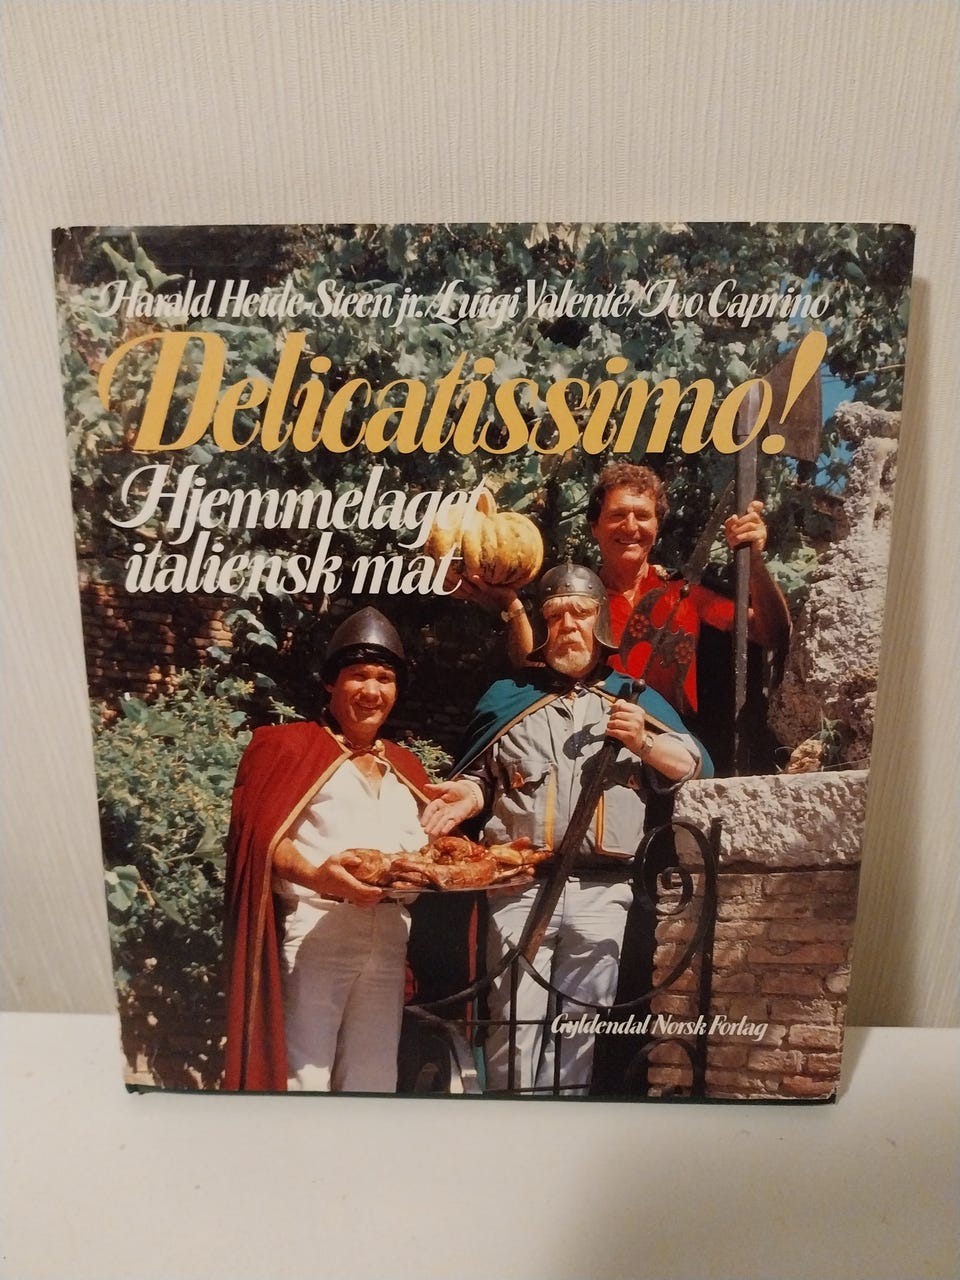 Harald Heide-Steen jr./Luigi Valente/Ivo Caprino
Delicatissimo!
Hjemmelaget
italiensk mat
Gyldendal Norsk Forlag